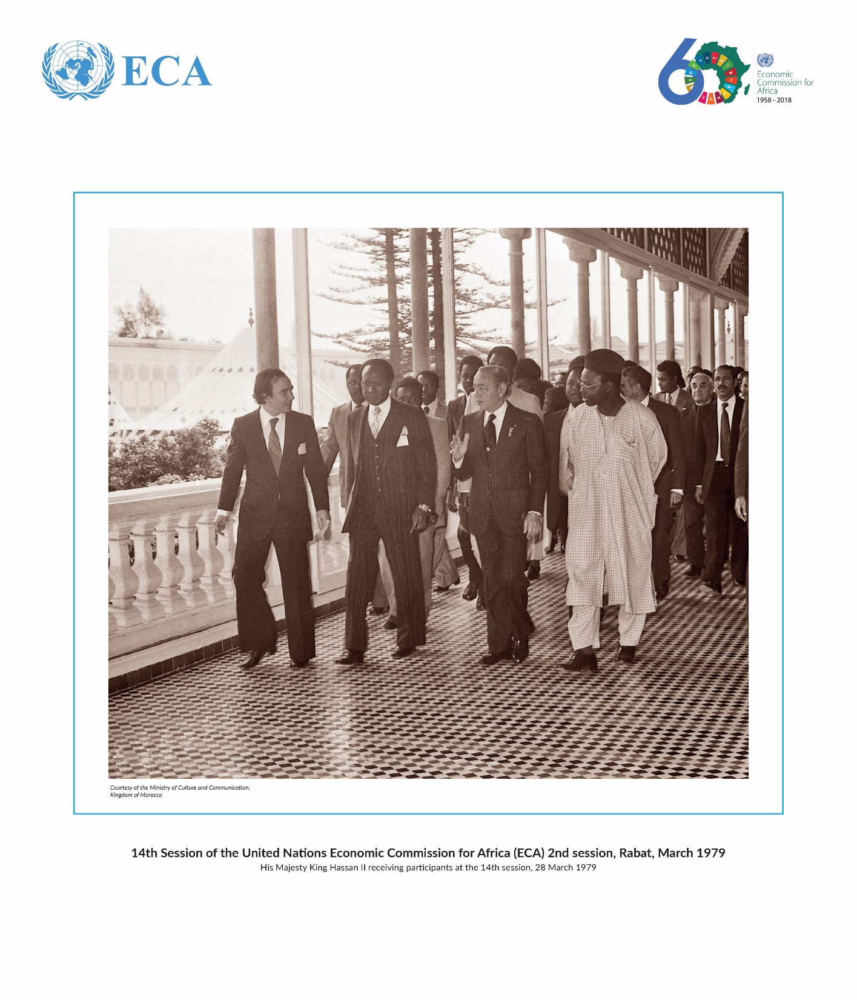 ECA
60
Economic
Commission for
Africa
1958 - 2018
Courtesy of the Ministry of Culture and Communication,
Kingdom of Morocco
14th Session of the United Nations Economic Commission for Africa (ECA) 2nd session, Rabat, March 1979
His Majesty King Hassan II receiving participants at the 14th session, 28 March 1979